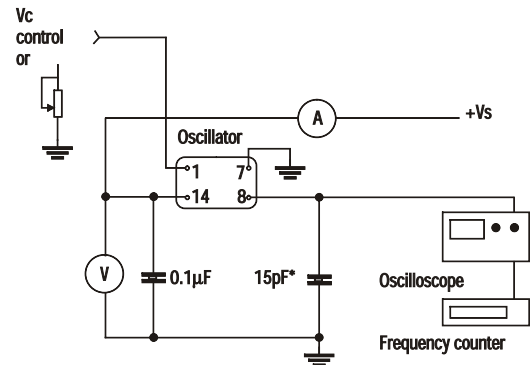 Vc
control
or
A
+Vs
Oscillator
1
7
14
8
V
0.1µF
15pF*
Oscilloscope
Frequency counter